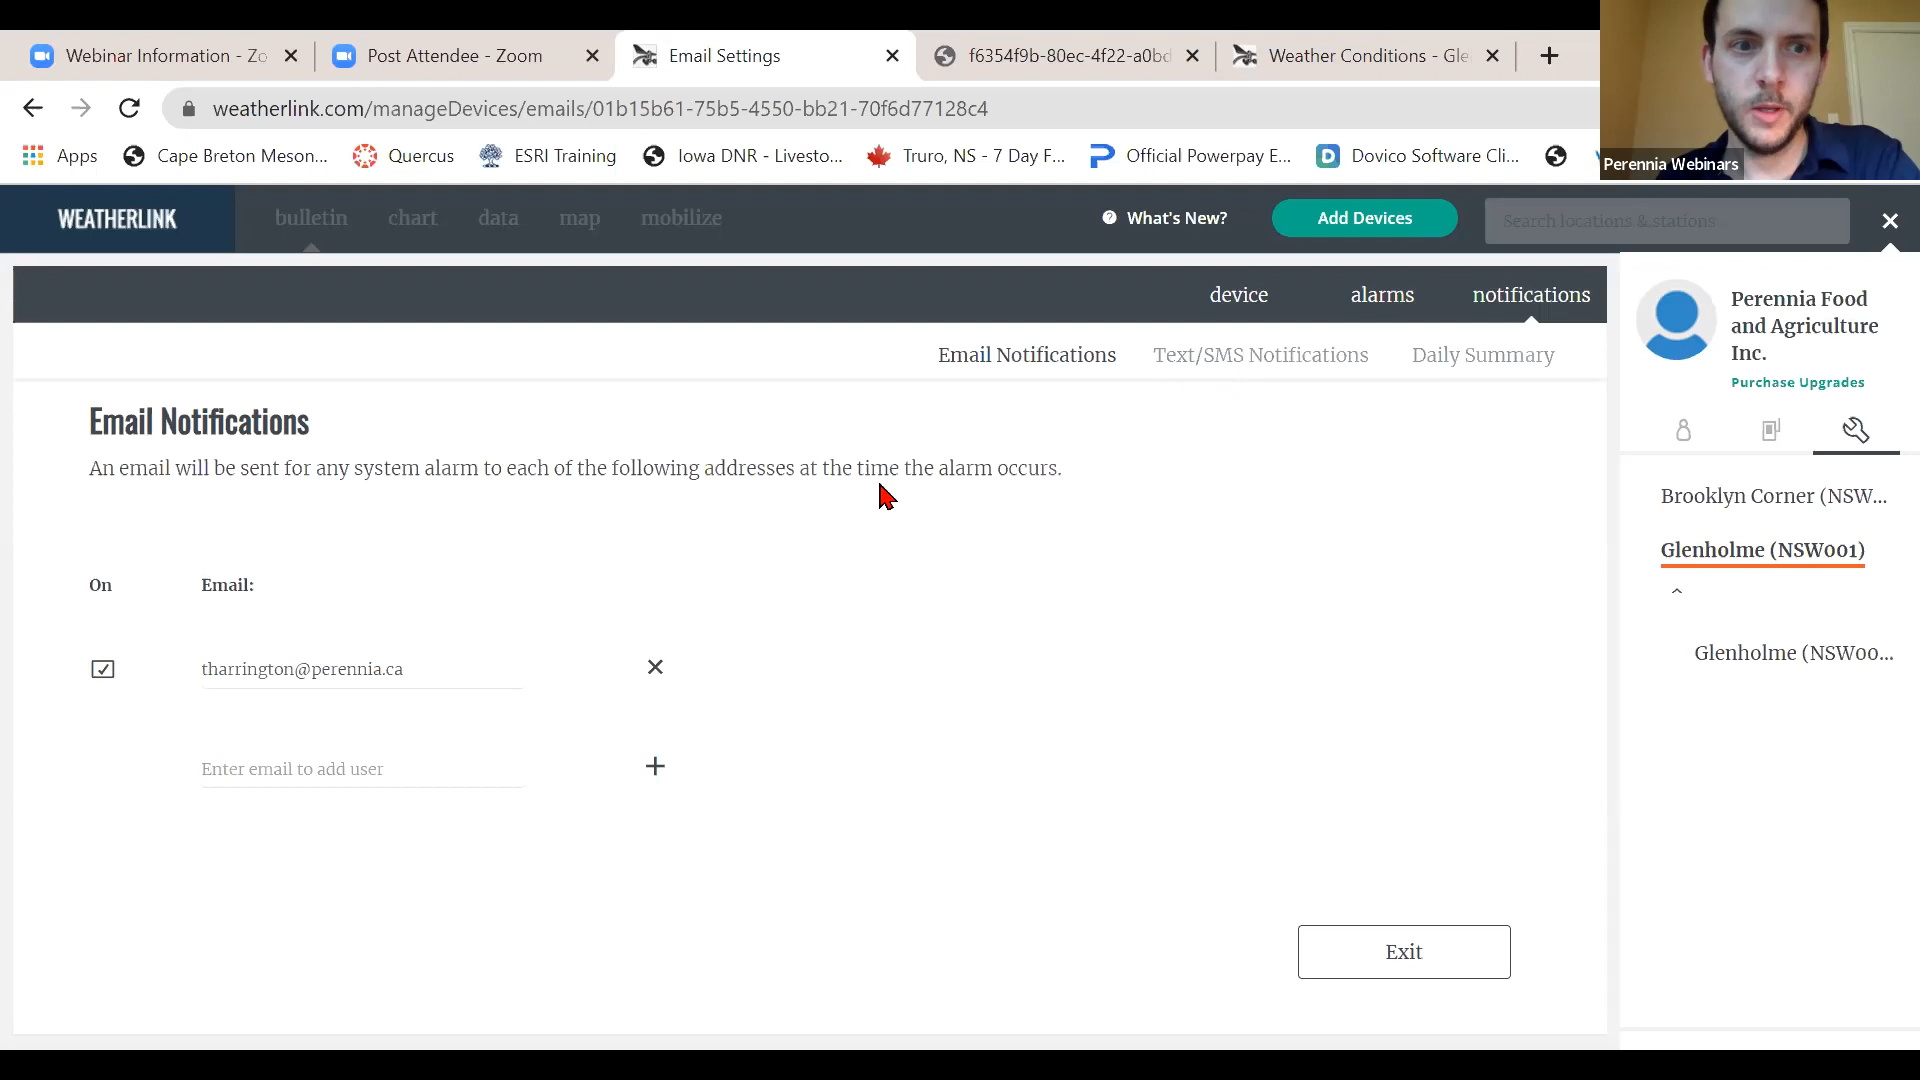 Webinar Information - Zo
Post Attendee - Zoom
Email Settings
f6354f9b-80ec-4f22-a0bd
Weather Conditions - Gle
weatherlink.com/manageDevices/emails/01b15b61-75b5-4550-bb21-70f6d77128c4
Apps
Cape Breton Meson...
Quercus
ESRI Training
Iowa DNR - Livesto...
Truro, NS - 7 Day F...
Official Powerpay E...
Dovico Software Cli...
Perennia Webinars
WEATHERLINK
bulletin
chart
data
map
mobilize
What's New?
Add Devices
Search locations & stations
device
alarms
notifications
Email Notifications
Text/SMS Notifications
Daily Summary
Perennia Food
and Agriculture
Inc.
Purchase Upgrades
Email Notifications
An email will be sent for any system alarm to each of the following addresses at the time the alarm occurs.
On
Email:
tharrington@perennia.ca
Enter email to add user
Exit
Brooklyn Corner (NSW...
Glenholme (NSW001)
Glenholme (NSW00...